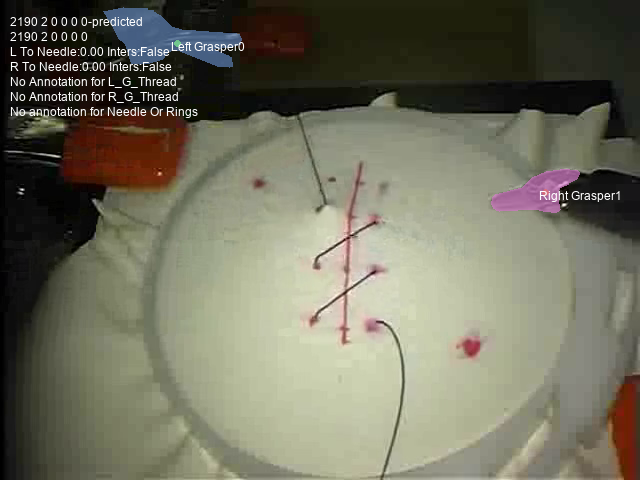 2190 2 0 0 0 0-predicted
2190 2 0 0 0 0
L To Needle:0.00 Inters:False
R To Needle:0.00 Inters:False
No Annotation for L_G_Thread
No Annotation for R_G_Thread
No annotation for Needle Or Rings
Left Grasper0
Right Grasper1